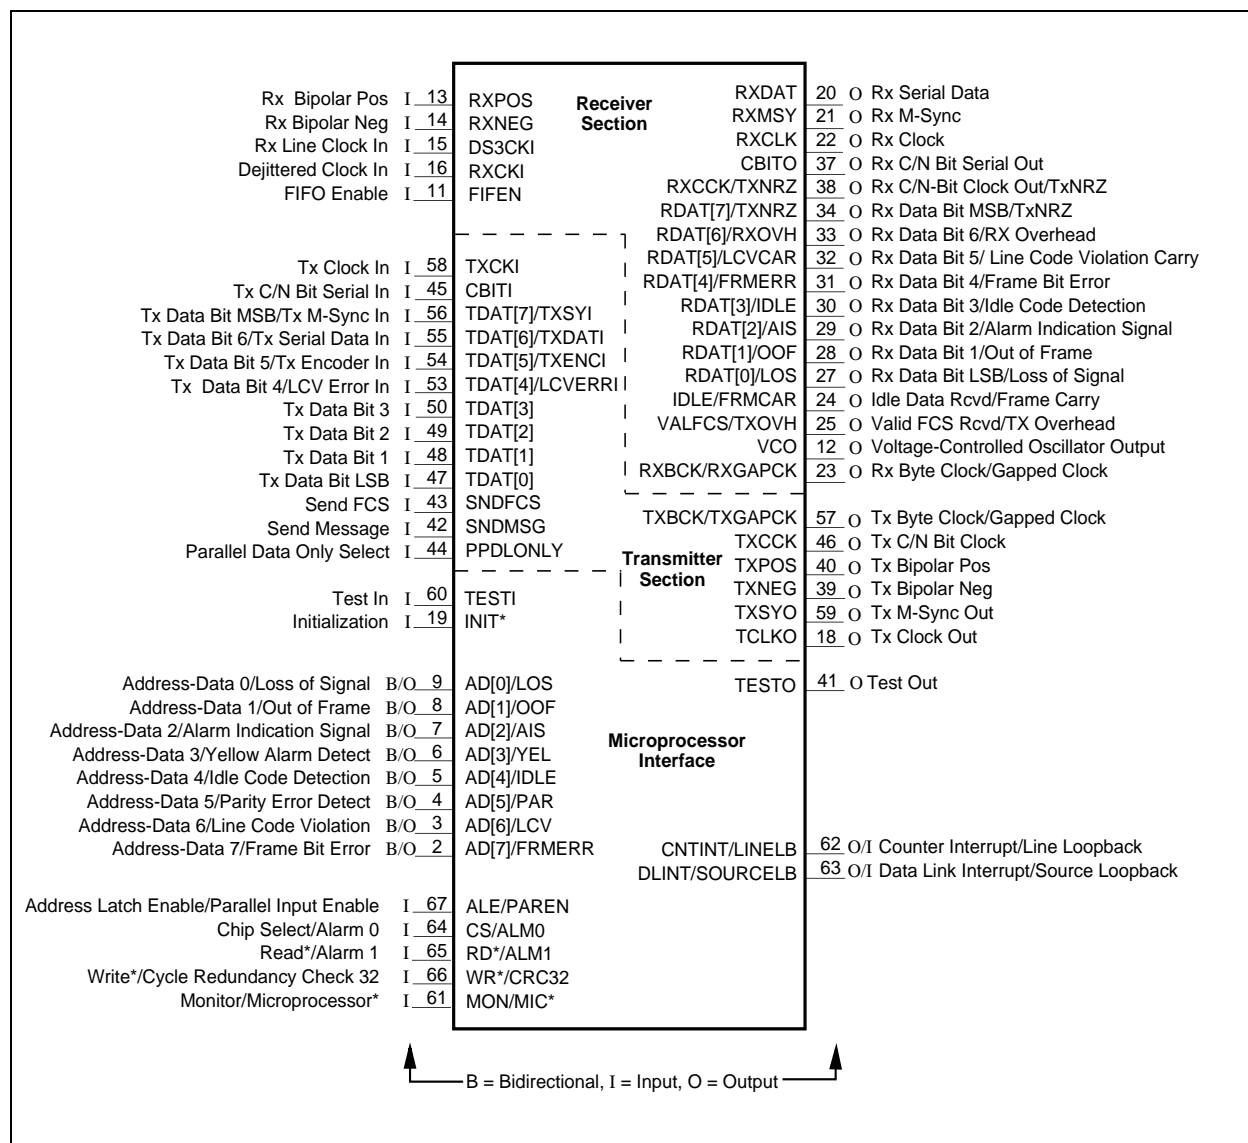 Rx Bipolar Pos I 13 RXPOS
Rx Bipolar Neg I 14 RXNEG
Rx Line Clock In I 15 DS3CKI
Dejittered Clock In I 16 RXCKI
FIFO Enable I 11 FIFEN
Receiver
Section
RXDAT 20 O Rx Serial Data
RXMSY 21 O Rx M-Sync
RXCLK 22 O Rx Clock
CBITO 37 O Rx C/N Bit Serial Out
RXCCK/TXNRZ 38 O Rx C/N-Bit Clock Out/TxNRZ
RDAT[7]/TXNRZ 34 O Rx Data Bit MSB/TxNRZ
RDAT[6]/RXOVH 33 O Rx Data Bit 6/RX Overhead
RDAT[5]/LCVCAR 32 O Rx Data Bit 5/ Line Code Violation Carry
RDAT[4]/FRMERR 31 O Rx Data Bit 4/Frame Bit Error
RDAT[3]/IDLE 30 O Rx Data Bit 3/Idle Code Detection
RDAT[2]/AIS 29 O Rx Data Bit 2/Alarm Indication Signal
RDAT[1]/OOF 28 O Rx Data Bit 1/Out of Frame
RDAT[0]/LOS 27 O Rx Data Bit LSB/Loss of Signal
IDLE/FRMCAR 24 O Idle Data Rcvd/Frame Carry
VALFCS/TXOVH 25 O Valid FCS Rcvd/TX Overhead
VCO 12 O Voltage-Controlled Oscillator Output
RXBCK/RXGAPCK 23 O Rx Byte Clock/Gapped Clock
Tx Clock In I 58 TXCKI
Tx C/N Bit Serial In I 45 CBITI
Tx Data Bit MSB/Tx M-Sync In I 56 TDAT[7]/TXSYI
Tx Data Bit 6/Tx Serial Data In I 55 TDAT[6]/TXDATI
Tx Data Bit 5/Tx Encoder In I 54 TDAT[5]/TXENCI
Tx Data Bit 4/LCV Error In I 53 TDAT[4]/LCVERRI
Tx Data Bit 3 I 50 TDAT[3]
Tx Data Bit 2 I 49 TDAT[2]
Tx Data Bit 1 I 48 TDAT[1]
Tx Data Bit LSB I 47 TDAT[0]
Send FCS I 43 SNDFCS
Send Message I 42 SNDMSG
Parallel Data Only Select I 44 PPDLONLY
Transmitter
Section
TXBCK/TXGAPCK 57 O Tx Byte Clock/Gapped Clock
TXCCK 46 O Tx C/N Bit Clock
TXPOS 40 O Tx Bipolar Pos
TXNEG 39 O Tx Bipolar Neg
TXSYO 59 O Tx M-Sync Out
TCLKO 18 O Tx Clock Out
Test In I 60 TESTI
Initialization I 19 INIT*
TESTO 41 O Test Out
Address-Data 0/Loss of Signal B/O 9 AD[0]/LOS
Address-Data 1/Out of Frame B/O 8 AD[1]/OOF
Address-Data 2/Alarm Indication Signal B/O 7 AD[2]/AIS
Address-Data 3/Yellow Alarm Detect B/O 6 AD[3]/YEL
Address-Data 4/Idle Code Detection B/O 5 AD[4]/IDLE
Address-Data 5/Parity Error Detect B/O 4 AD[5]/PAR
Address-Data 6/Line Code Violation B/O 3 AD[6]/LCV
Address-Data 7/Frame Bit Error B/O 2 AD[7]/FRMERR
Microprocessor
Interface
CNTINT/LINELB 62 O/I Counter Interrupt/Line Loopback
DLINT/SOURCELB 63 O/I Data Link Interrupt/Source Loopback
Address Latch Enable/Parallel Input Enable I 67 ALE/PAREN
Chip Select/Alarm 0 I 64 CS/ALM0
Read*/Alarm 1 I 65 RD*/ALM1
Write*/Cycle Redundancy Check 32 I 66 WR*/CRC32
Monitor/Microprocessor* I 61 MON/MIC*
B = Bidirectional, I = Input, O = Output